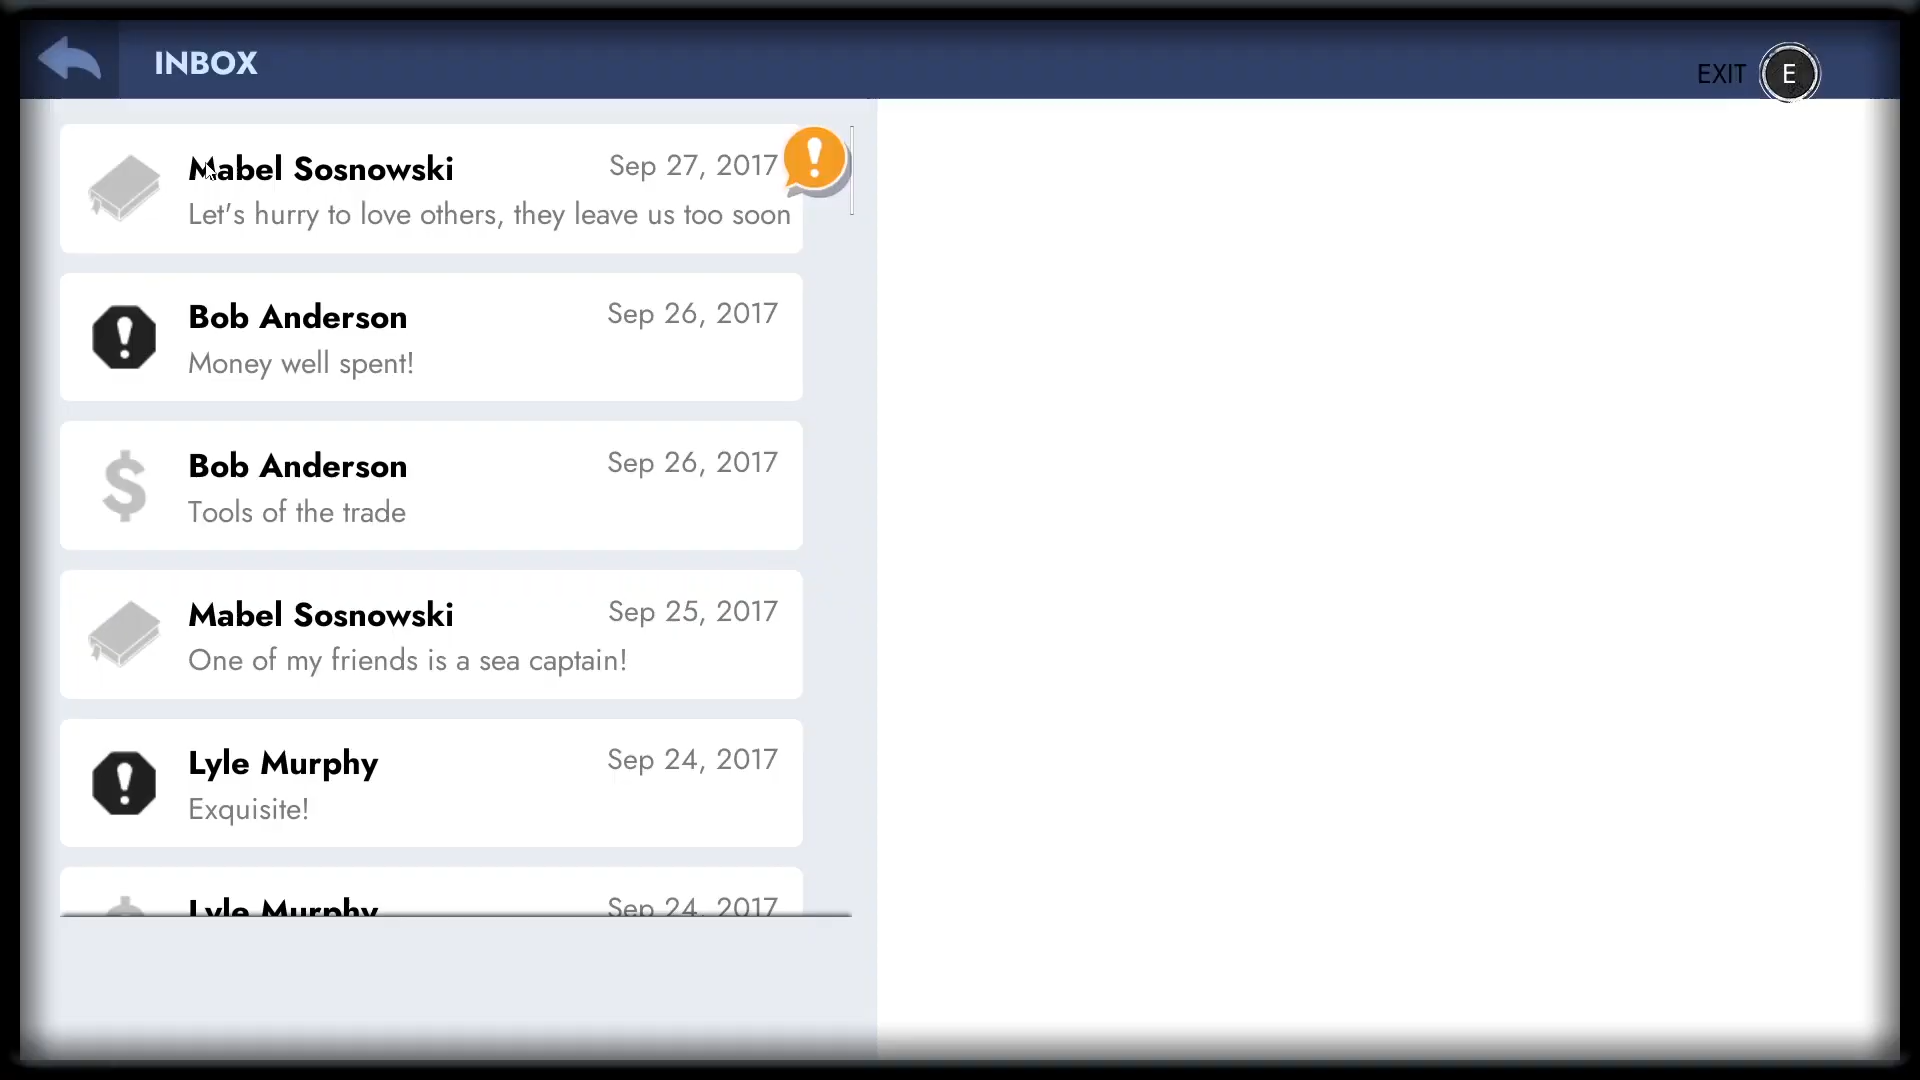 INBOX
EXIT E
Mabel Sosnowski Sep 27, 2017
Let's hurry to love others, they leave us too soon
Bob Anderson Sep 26, 2017
Money well spent!
Bob Anderson Sep 26, 2017
Tools of the trade
Mabel Sosnowski Sep 25, 2017
One of my friends is a sea captain!
Lyle Murphy Sep 24, 2017
Exquisite!
Lyle Murphy Sep 24, 2017